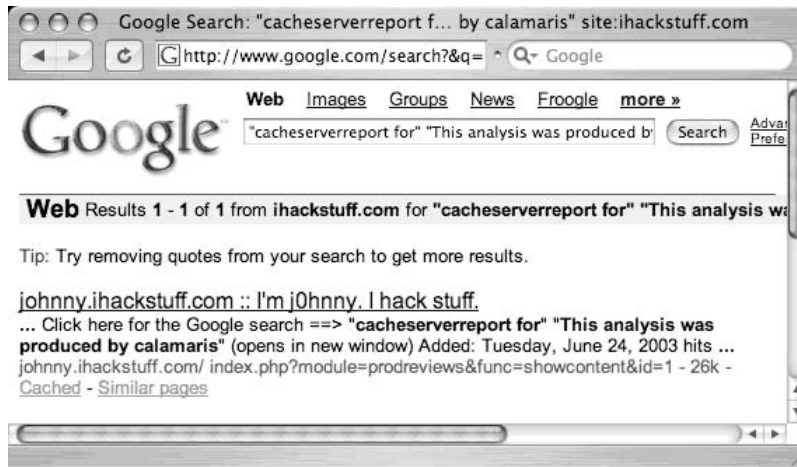 Google Search: "cacheserverreport f... by calamaris" site:ihackstuff.com
G http://www.google.com/search?&q= Google
Web Images Groups News Froogle more »
Google
"cacheserverreport for" "This analysis was produced b Search
Web Results 1 - 1 of 1 from ihackstuff.com for "cacheserverreport for" "This analysis
Tip: Try removing quotes from your search to get more results.
johnny.ihackstuff.com :: I'm j0hnny. I hack stuff.
... Click here for the Google search ==> "cacheserverreport for" "This analysis was
produced by calamaris" (opens in new window) Added: Tuesday, June 24, 2003 hits ...
johnny.ihackstuff.com/ index.php?module=prodreviews&func=showcontent&id=1 - 26k -
Cached - Similar pages